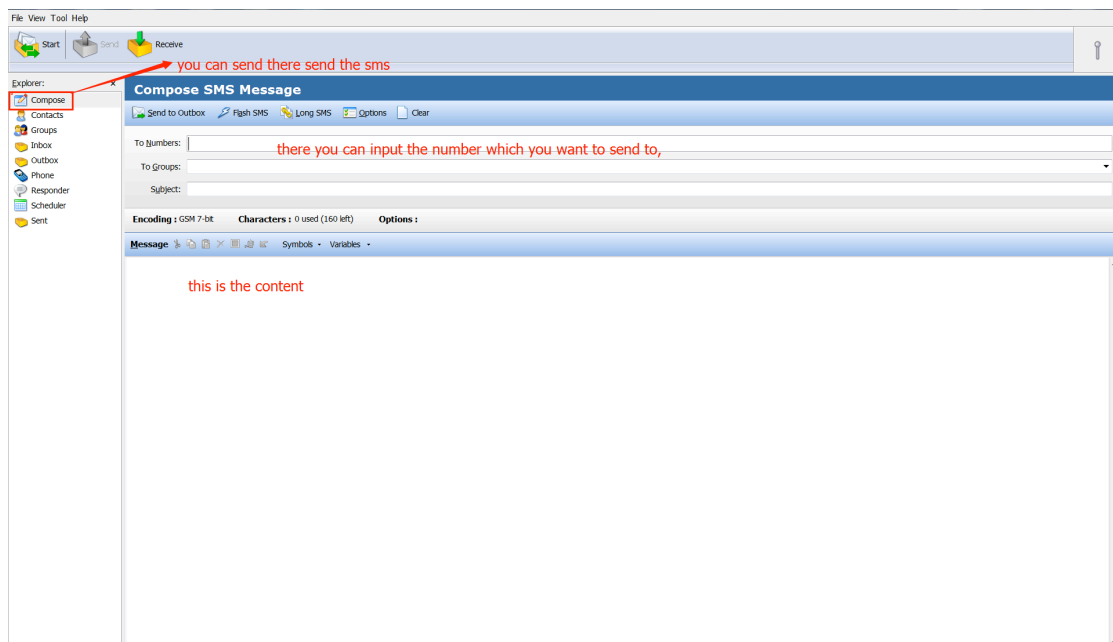 File View Tool Help
Start Send Receive
you can send there send the sms
Explorer: x
Compose
Contacts
Groups
Inbox
Outbox
Phone
Responder
Scheduler
Sent
Compose SMS Message
Send to Outbox Flash SMS Long SMS Options Clear
To Numbers:
there you can input the number which you want to send to,
To Groups:
Subject:
Encoding : GSM 7-bit Characters : 0 used (160 left) Options :
Message Symbols Variables
this is the content